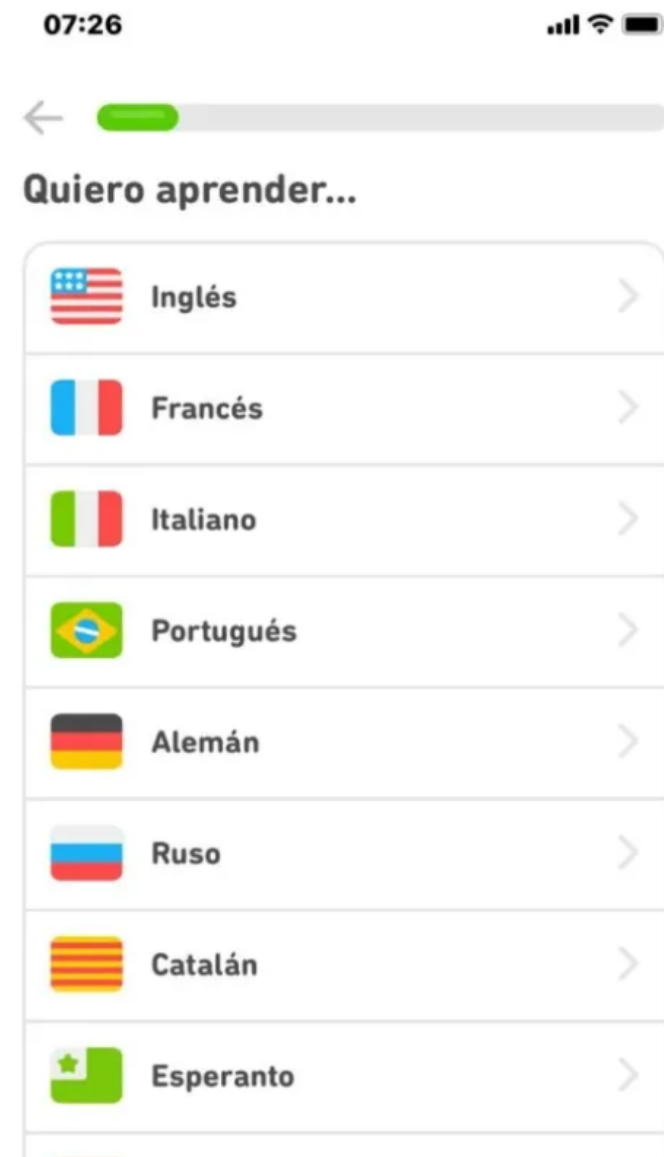 07:26
Quiero aprender...
Inglés
Francés
Italiano
Portugués
Alemán
Ruso
Catalán
Esperanto